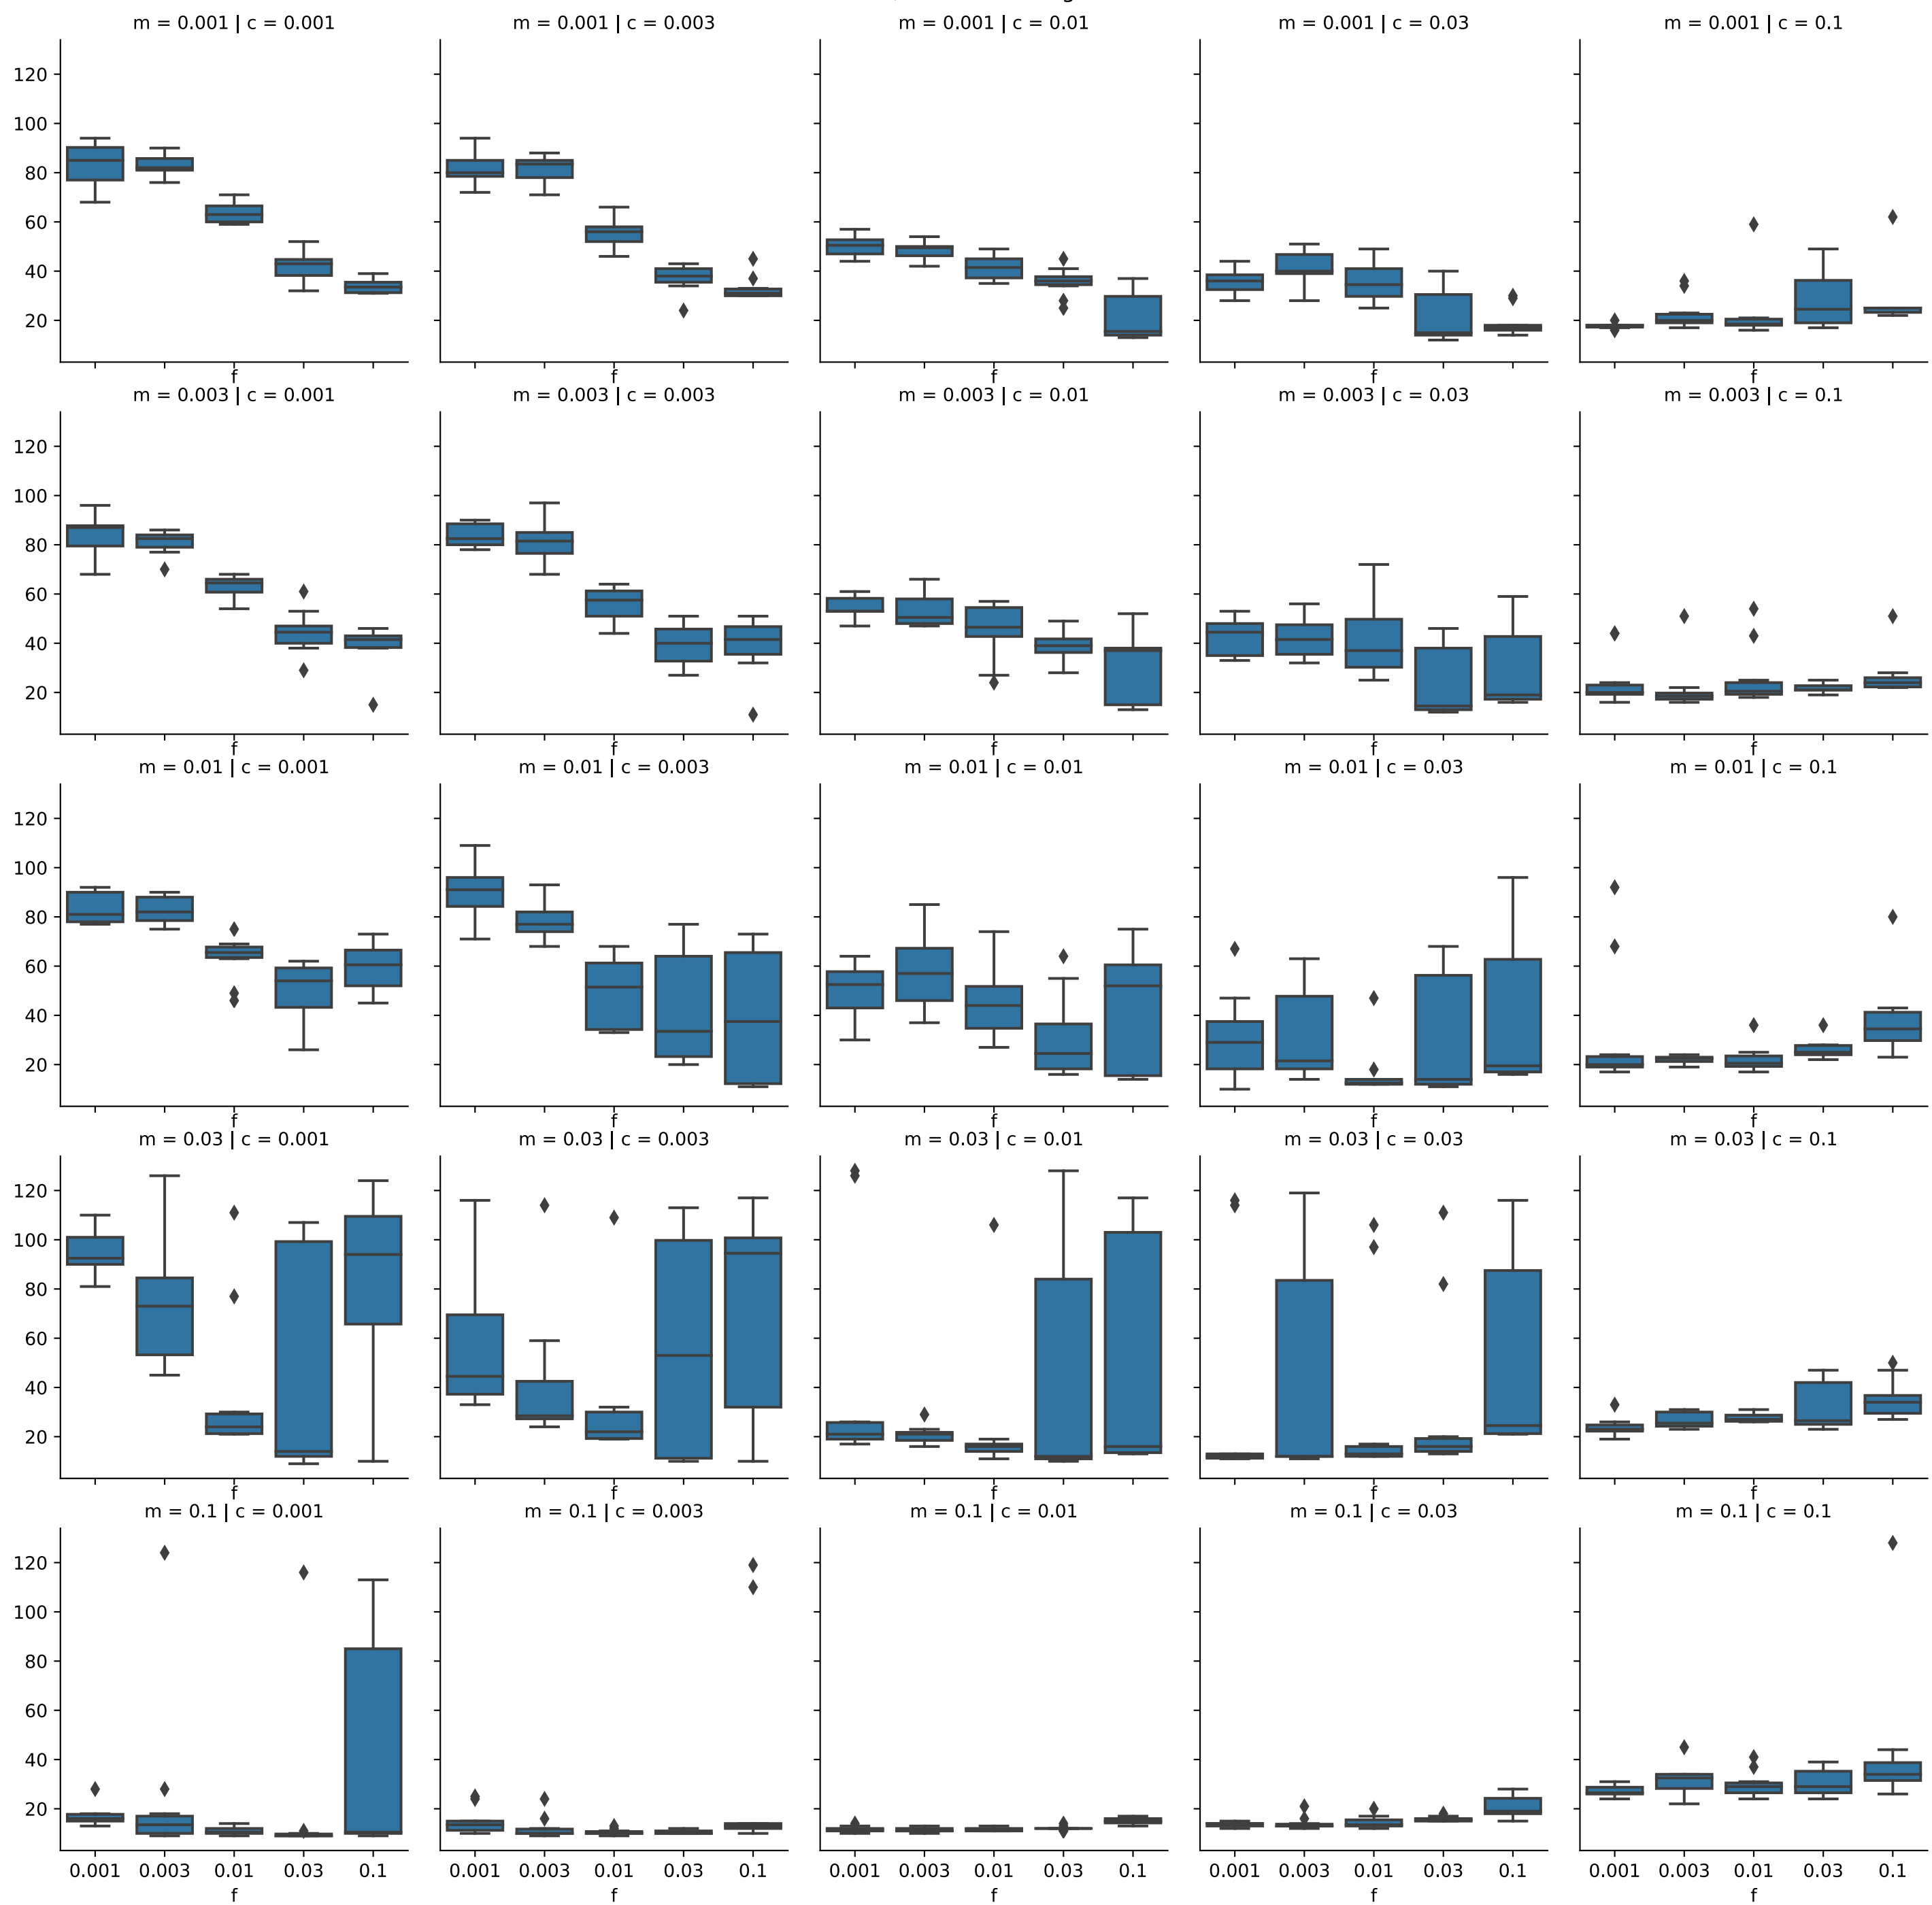 m = 0.001 | c = 0.001 m = 0.001 | c = 0.003 m = 0.001 | c = 0.01 m = 0.001 | c = 0.03 m = 0.001 | c = 0.1
120
100
80
60
40
20
f f f f f
m = 0.003 | c = 0.001 m = 0.003 | c = 0.003 m = 0.003 | c = 0.01 m = 0.003 | c = 0.03 m = 0.003 | c = 0.1
120
100
80
60
40
20
f f f f f
m = 0.01 | c = 0.001 m = 0.01 | c = 0.003 m = 0.01 | c = 0.01 m = 0.01 | c = 0.03 m = 0.01 | c = 0.1
120
100
80
60
40
20
f f f f f
m = 0.03 | c = 0.001 m = 0.03 | c = 0.003 m = 0.03 | c = 0.01 m = 0.03 | c = 0.03 m = 0.03 | c = 0.1
120
100
80
60
40
20
f f f f f
m = 0.1 | c = 0.001 m = 0.1 | c = 0.003 m = 0.1 | c = 0.01 m = 0.1 | c = 0.03 m = 0.1 | c = 0.1
120
100
80
60
40
20
0.001 0.003 0.01 0.03 0.1 0.001 0.003 0.01 0.03 0.1 0.001 0.003 0.01 0.03 0.1 0.001 0.003 0.01 0.03 0.1 0.001 0.003 0.01 0.03 0.1
f f f f f